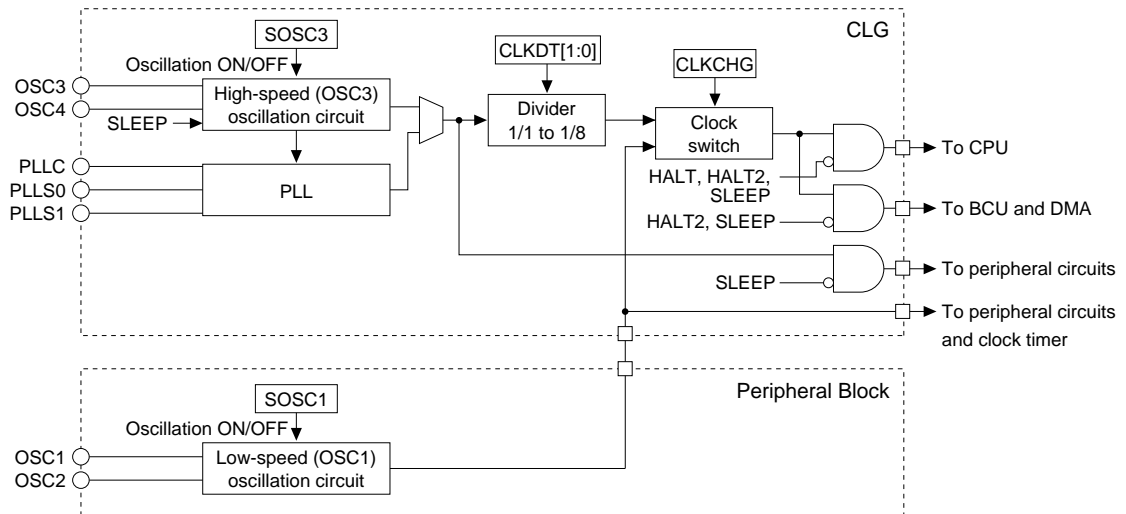 CLG
SOSC3
Oscillation ON/OFF
OSC3
OSC4
SLEEP
High-speed (OSC3)
oscillation circuit
PLLC
PLLS0
PLLS1
PLL
CLKDT[1:0]
Divider
1/1 to 1/8
CLKCHG
Clock
switch
HALT, HALT2,
SLEEP
To CPU
HALT2, SLEEP
To BCU and DMA
SLEEP
To peripheral circuits
To peripheral circuits
and clock timer
Peripheral Block
SOSC1
Oscillation ON/OFF
OSC1
OSC2
Low-speed (OSC1)
oscillation circuit